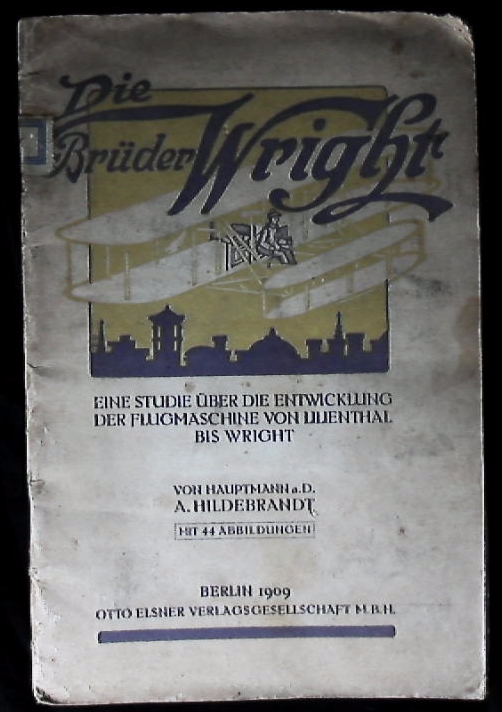 Die
Brüder Wright
EINE STUDIE ÜBER DIE ENTWICKLUNG
DER FLUGMASCHINE VON LILIENTHAL
BIS WRIGHT
VON HAUPTMANN a.D.
A. HILDEBRANDT
MIT 44 ABBILDUNGEN
BERLIN 1909
OTTO ELSNER VERLAGSGESELLSCHAFT M.B.H.